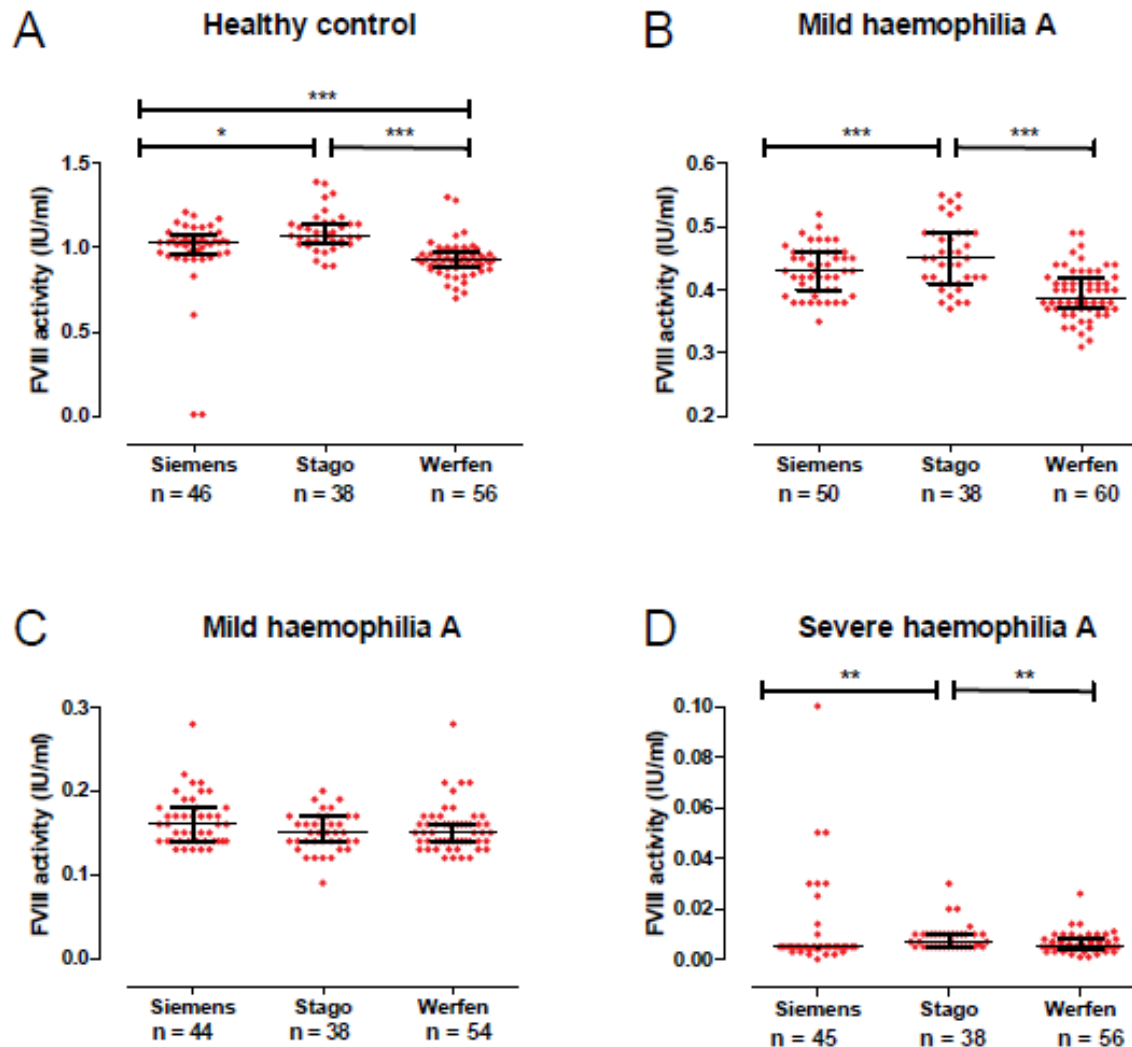 A
Healthy control
***
*
***
FVIII activity (IU/ml)
1.5
1.0
0.5
0.0
Siemens Stago Werfen
n = 46 n = 38 n = 56
B
Mild haemophilia A
***
***
FVIII activity (IU/ml)
0.6
0.5
0.4
0.3
0.2
Siemens Stago Werfen
n = 50 n = 38 n = 60
C
Mild haemophilia A
FVIII activity (IU/ml)
0.3
0.2
0.1
0.0
Siemens Stago Werfen
n = 44 n = 38 n = 54
D
Severe haemophilia A
**
**
FVIII activity (IU/ml)
0.10
0.08
0.06
0.04
0.02
0.00
Siemens Stago Werfen
n = 45 n = 38 n = 56